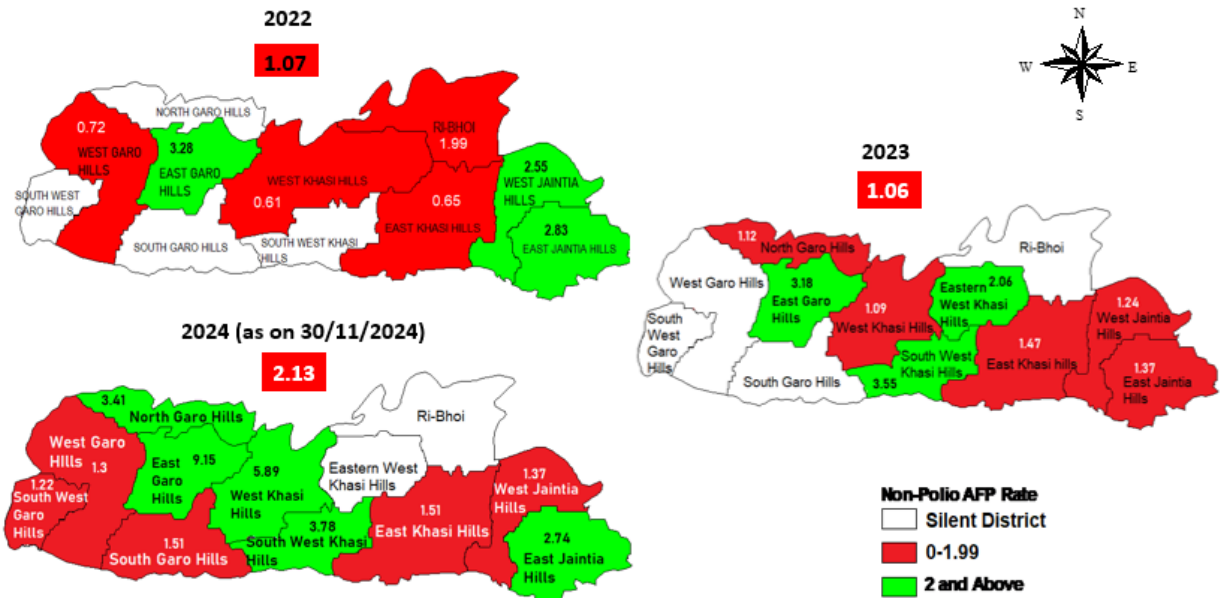 2022
1.07
NORTH GARO HILLS
0.72
WEST GARO
HILLS
3.28
EAST GARO
HILLS
SOUTH WEST
GARO HILLS
SOUTH GARO HILLS
WEST KHASI HILLS
0.61
SOUTH WEST KHASI
HILLS
RI-BHOI
1.99
0.65
EAST KHASI HILLS
2.55
WEST JAINTIA
HILLS
2.83
EAST JAINTIA HILLS
N
W
E
S
2023
1.06
1.12
North Garo Hills
West Garo Hills
3.18
East Garo
Hills
South
West
Garo
Hills
South Garo Hills
1.09
West Khasi Hills
Ri-Bhoi
Eastern 2.06
West Khasi
Hills
South West
Khasi Hills
3.55
1.47
East Khasi hills
1.24
West Jaintia
Hills
1.37
East Jaintia
Hills
2024 (as on 30/11/2024)
2.13
3.41
North Garo Hills
West Garo
Hills
1.3
East
Garo
Hills
9.15
1.22
South West
Garo
Hills
1.51
South Garo Hills
5.89
West Khasi
Hills
3.78
South West Khasi
Hills
Ri-Bhoi
Eastern West
Khasi Hills
1.51
East Khasi Hills
1.37
West Jaintia
Hills
2.74
East Jaintia
Hills
Non-Polio AFP Rate
Silent District
0-1.99
2 and Above